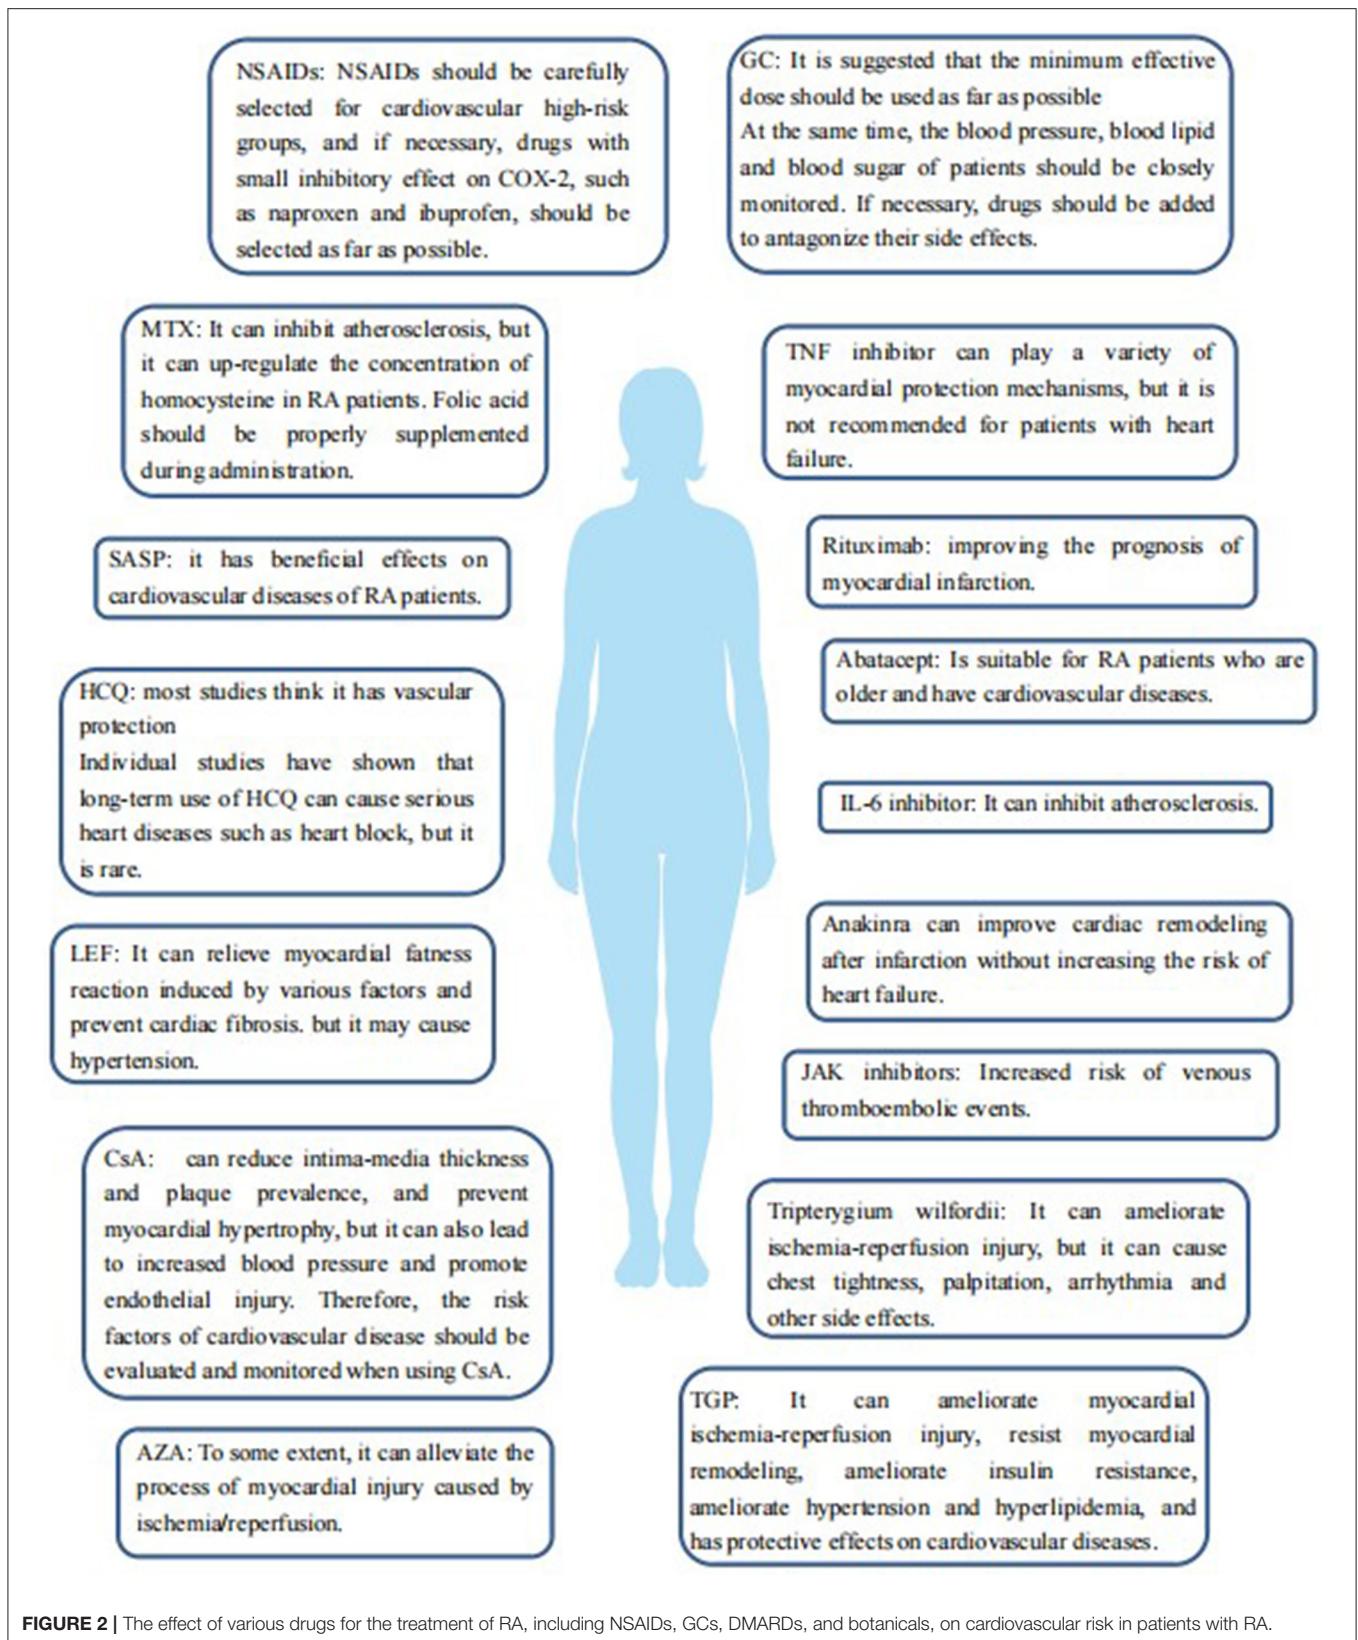 NSAIDs: NSAIDs should be carefully
selected for cardiovascular high-risk
groups, and if necessary, drugs with
small inhibitory effect on COX-2, such
as naproxen and ibuprofen, should be
selected as far as possible.
GC: It is suggested that the minimum effective
dose should be used as far as possible
At the same time, the blood pressure, blood lipid
and blood sugar of patients should be closely
monitored. If necessary, drugs should be added
to antagonize their side effects.
MTX: It can inhibit atherosclerosis, but
it can up-regulate the concentration of
homocysteine in RA patients. Folic acid
should be properly supplemented
during administration.
TNF inhibitor can play a variety of
myocardial protection mechanisms, but it is
not recommended for patients with heart
failure.
SASP: it has beneficial effects on
cardiovascular diseases of RA patients.
Rituximab: improving the prognosis of
myocardial infarction.
Abatacept: Is suitable for RA patients who are
older and have cardiovascular diseases.
HCQ: most studies think it has vascular
protection
Individual studies have shown that
long-term use of HCQ can cause serious
heart diseases such as heart block, but it
is rare.
IL-6 inhibitor: It can inhibit atherosclerosis.
LEF: It can relieve myocardial fatness
reaction induced by various factors and
prevent cardiac fibrosis. but it may cause
hypertension.
Anakinra can improve cardiac remodeling
after infarction without increasing the risk of
heart failure.
JAK inhibitors: Increased risk of venous
thromboembolic events.
CsA: can reduce intima-media thickness
and plaque prevalence, and prevent
myocardial hypertrophy, but it can also lead
to increased blood pressure and promote
endothelial injury. Therefore, the risk
factors of cardiovascular disease should be
evaluated and monitored when using CsA.
Tripterygium wilfordii: It can ameliorate
ischemia-reperfusion injury, but it can cause
chest tightness, palpitation, arrhythmia and
other side effects.
AZA: To some extent, it can alleviate the
process of myocardial injury caused by
ischemia/reperfusion.
TGP: It can ameliorate myocardial
ischemia-reperfusion injury, resist myocardial
remodeling, ameliorate insulin resistance,
ameliorate hypertension and hyperlipidemia, and
has protective effects on cardiovascular diseases.
FIGURE 2 | The effect of various drugs for the treatment of RA, including NSAIDs, GCs, DMARDs, and botanicals, on cardiovascular risk in patients with RA.